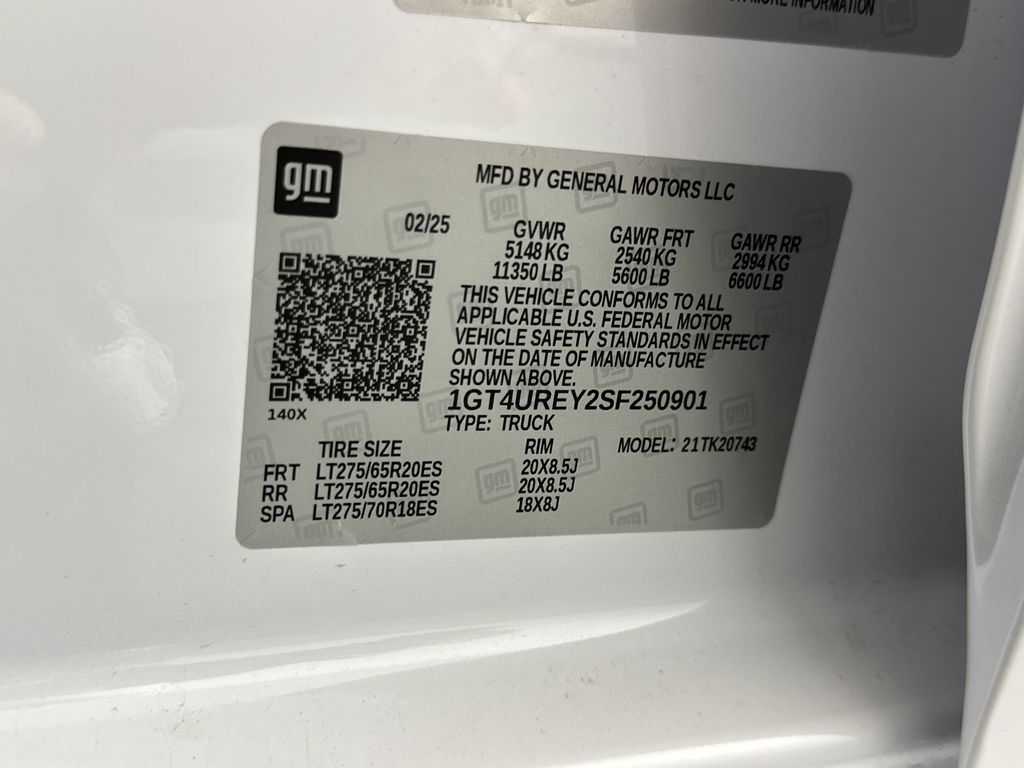 OR MORE INFORMATION
gm
MFD BY GENERAL MOTORS LLC
02/25
GVWR GAWR FRT GAWR RR
5148 KG 2540 KG 2994 KG
11350 LB 5600 LB 6600 LB
THIS VEHICLE CONFORMS TO ALL
APPLICABLE U.S. FEDERAL MOTOR
VEHICLE SAFETY STANDARDS IN EFFECT
ON THE DATE OF MANUFACTURE
SHOWN ABOVE.
140X
1GT4UREY2SF250901
TYPE: TRUCK
TIRE SIZE RIM MODEL: 21TK20743
FRT LT275/65R20ES 20X8.5J
RR LT275/65R20ES 20X8.5J
SPA LT275/70R18ES 18X8J